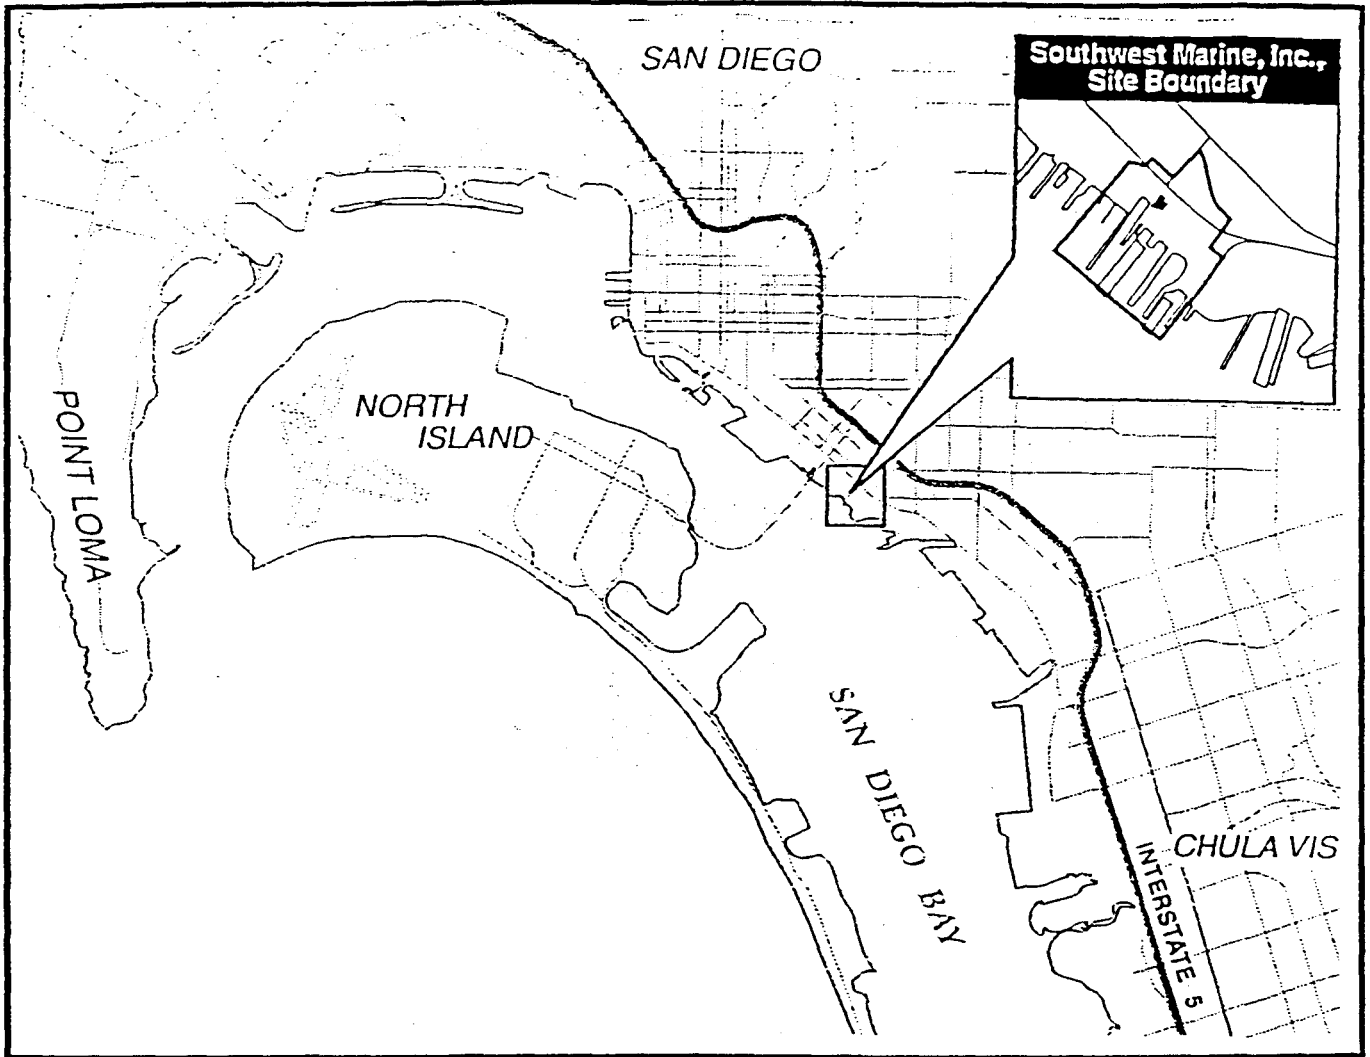 SAN DIEGO
Southwest Marine, Inc.,
Site Boundary
NORTH
ISLAND
POINT LOMA
SAN DIEGO BAY
CHULA VIS
INTERSTATE 5